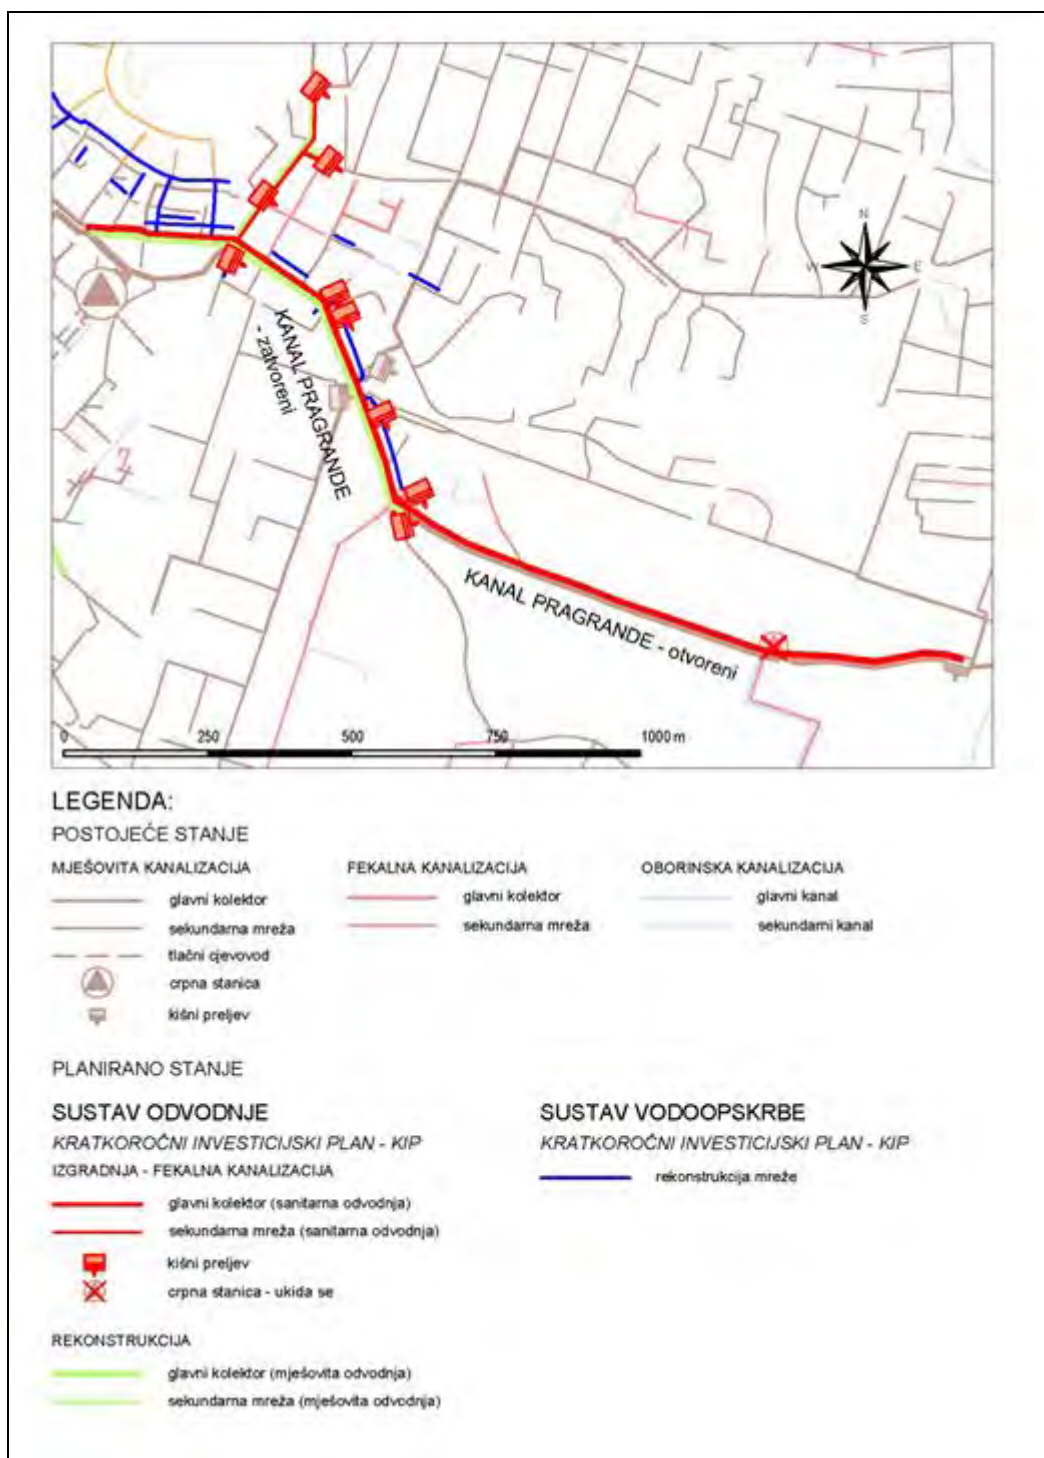 N
W
E
S
KANAL PRAGRANDE
- zatvoreni
KANAL PRAGRANDE - otvoreni
0 250 500 750 1000 m
LEGENDA:
POSTOJEĆE STANJE
MJEŠOVITA KANALIZACIJA
glavni kolektor
sekundarna mreža
tlačni cjevovod
crpna stanica
kišni preljev
FEKALNA KANALIZACIJA
glavni kolektor
sekundarna mreža
OBORINSKA KANALIZACIJA
glavni kanal
sekundarni kanal
PLANIRANO STANJE
SUSTAV ODVODNJE
KRATKOROČNI INVESTICIJSKI PLAN - KIP
IZGRADNJA - FEKALNA KANALIZACIJA
glavni kolektor (sanitarna odvodnja)
sekundarna mreža (sanitarna odvodnja)
kišni preljev
crpna stanica - ukida se
REKONSTRUKCIJA
glavni kolektor (mješovita odvodnja)
sekundarna mreža (mješovita odvodnja)
SUSTAV VODOOPSKRBE
KRATKOROČNI INVESTICIJSKI PLAN - KIP
rekonstrukcija mreže